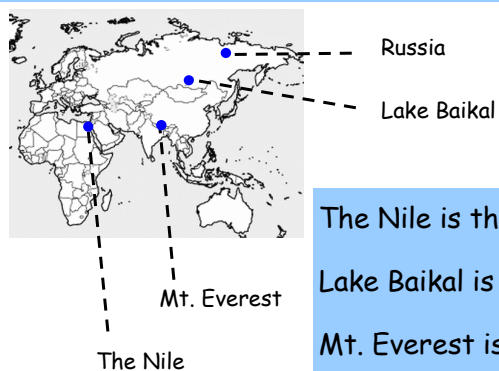 Russia
Lake Baikal
The Nile is th
Lake Baikal is
Mt. Everest
Mt. Everest is
The Nile